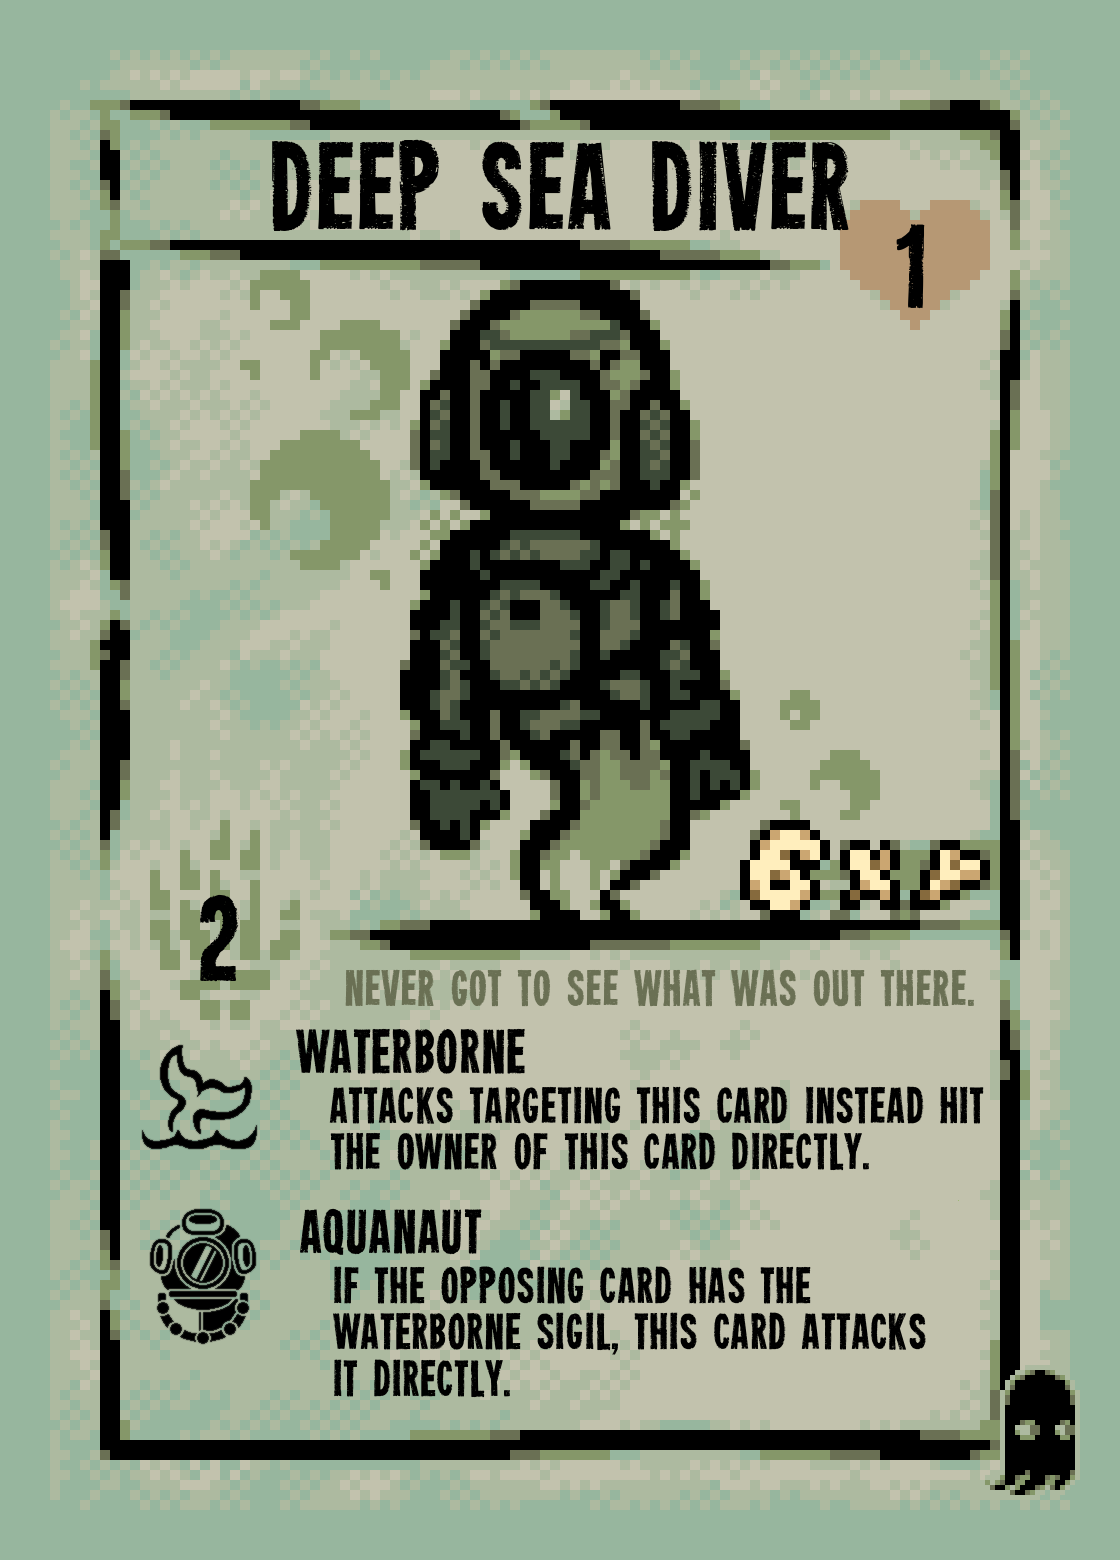 DEEP SEA DIVER
1
6 XP
2
NEVER GOT TO SEE WHAT WAS OUT THERE.
WATERBORNE
ATTACKS TARGETING THIS CARD INSTEAD HIT
THE OWNER OF THIS CARD DIRECTLY.
AQUANAUT
IF THE OPPOSING CARD HAS THE
WATERBORNE SIGIL, THIS CARD ATTACKS
IT DIRECTLY.